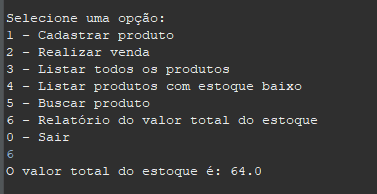 Selecione uma opção:
1 - Cadastrar produto
2 - Realizar venda
3 - Listar todos os produtos
4 - Listar produtos com estoque baixo
5 - Buscar produto
6 - Relatório do valor total do estoque
0 - Sair
6
O valor total do estoque é: 64.0